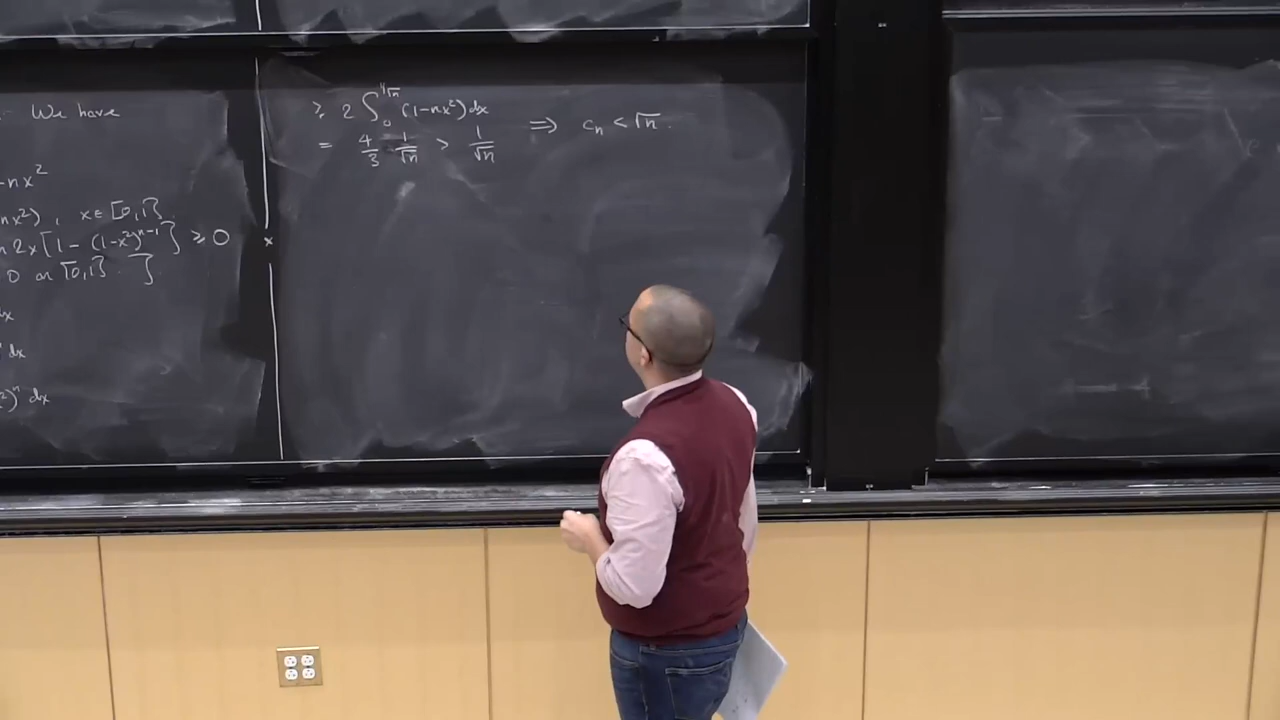 We have
-nx²
nx²), x∈[0,1].
n2x[1-(1-x²)ⁿ⁻¹] ≥ 0
0 on [0,1]. }
dx
dx
²)ⁿ dx
≥ 2 ∫₀^{1/√n} (1-nx²)dx
= 4/3 1/√n > 1/√n ⇒ cₙ < √n.